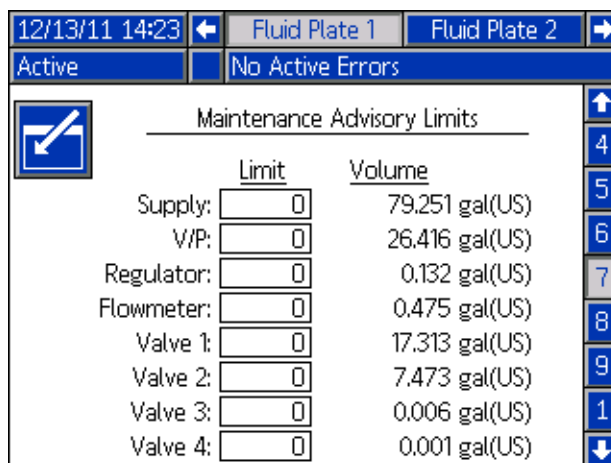 12/13/11 14:23 Fluid Plate 1 Fluid Plate 2
Active No Active Errors
Maintenance Advisory Limits
Limit Volume
Supply: 0 79.251 gal(US)
V/P: 0 26.416 gal(US)
Regulator: 0 0.132 gal(US)
Flowmeter: 0 0.475 gal(US)
Valve 1: 0 17.313 gal(US)
Valve 2: 0 7.473 gal(US)
Valve 3: 0 0.006 gal(US)
Valve 4: 0 0.001 gal(US)
4
5
6
7
8
9
1